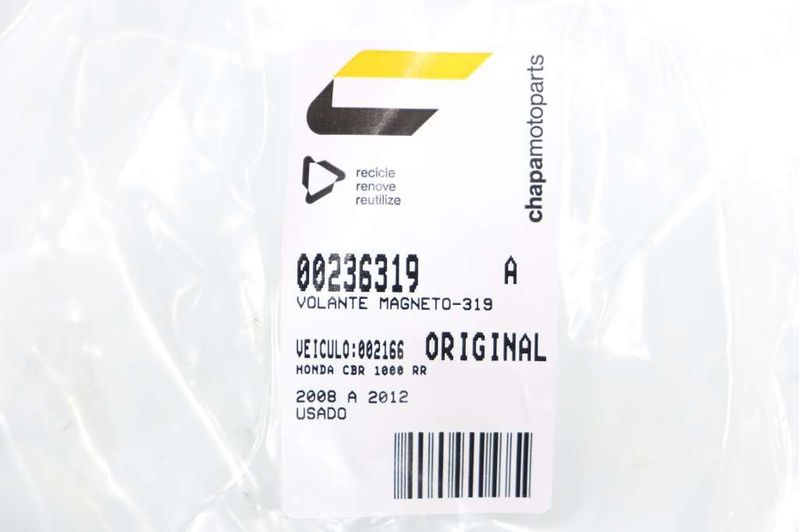 chapamotoparts
recicle
renove
reutilize
00236319 A
VOLANTE MAGNETO-319
VEICULO:002166 ORIGINAL
HONDA CBR 1000 RR
2008 A 2012
USADO